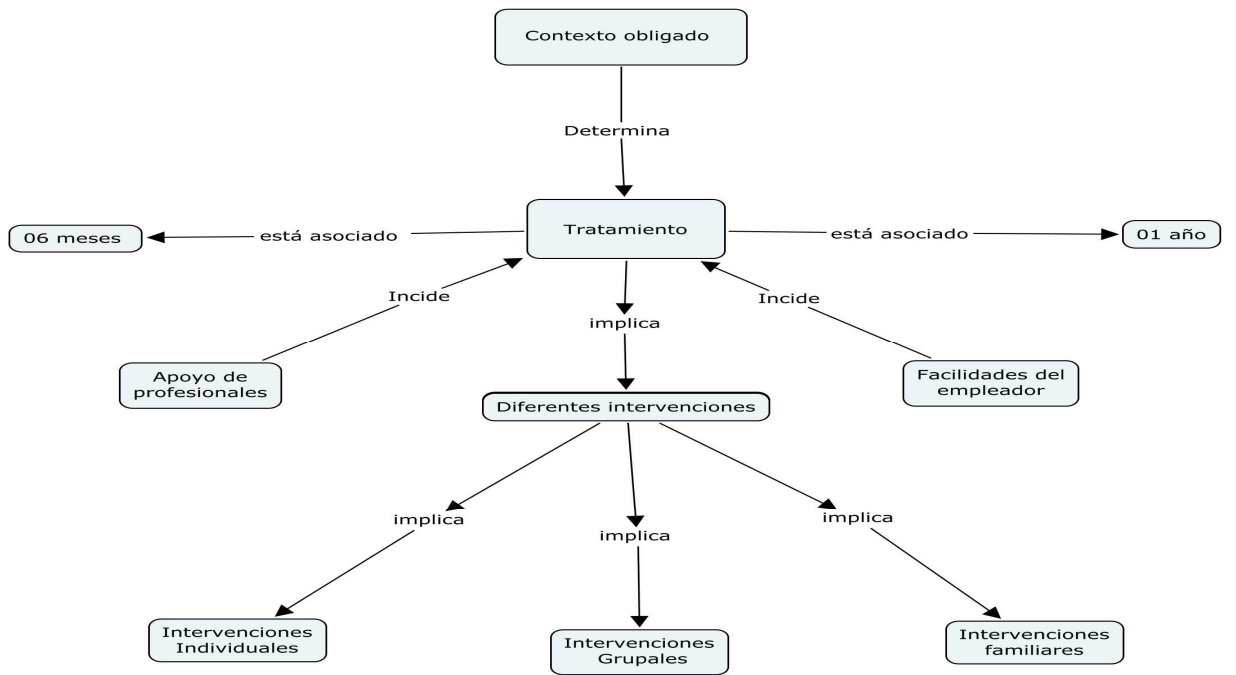 Contexto obligado
Determina
Tratamiento
06 meses
está asociado
está asociado
01 año
Incide
Incide
implica
Apoyo de
profesionales
Facilidades del
empleador
Diferentes intervenciones
implica
implica
implica
Intervenciones
Individuales
Intervenciones
Grupales
Intervenciones
familiares